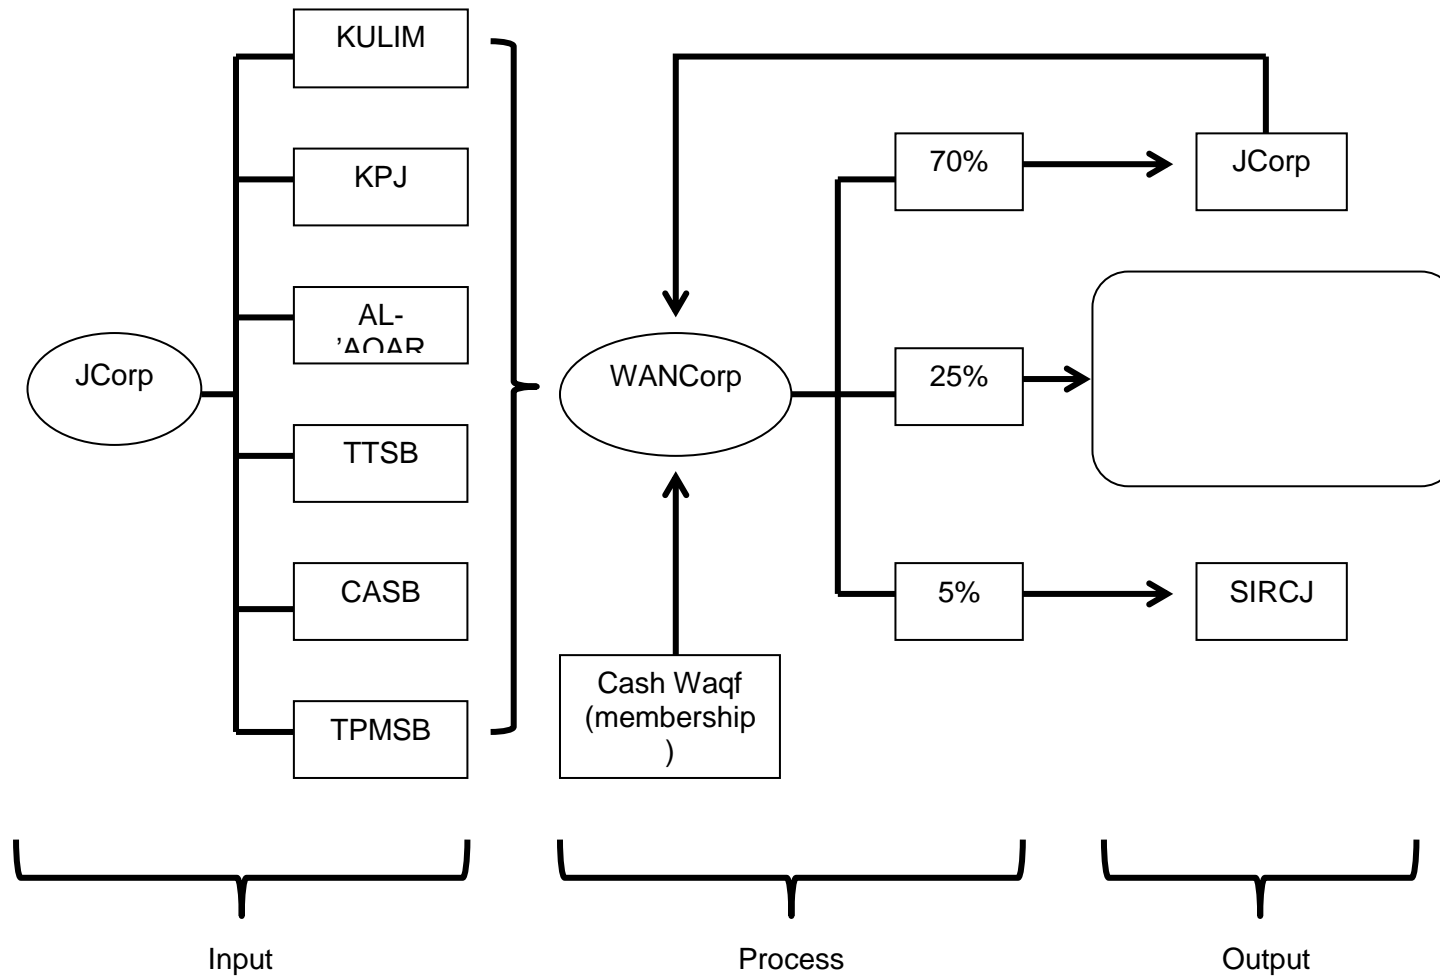 KULIM
KPJ
AL-
’AQAR
TTSB
CASB
TPMSB
JCorp
WANCorp
Cash Waqf
(membership
)
70%
25%
5%
JCorp
SIRCJ
Input
Process
Output